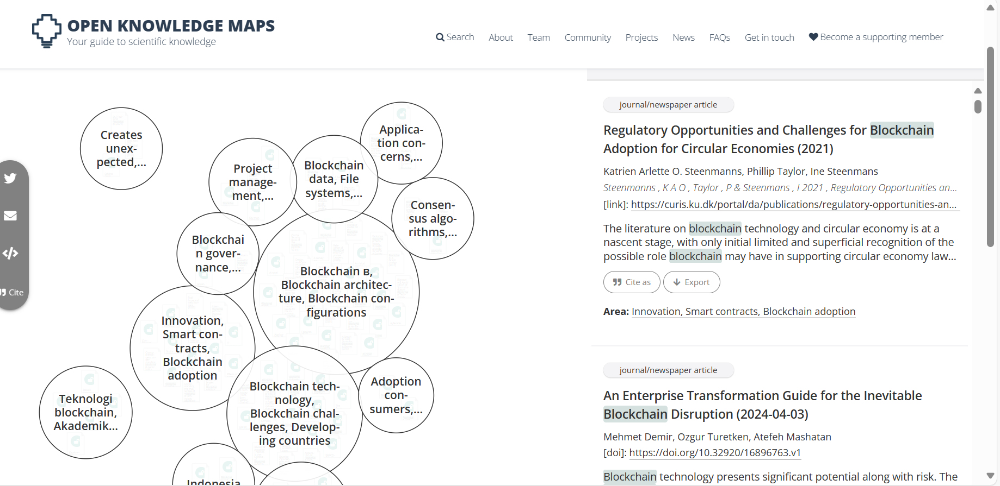 OPEN KNOWLEDGE MAPS
Your guide to scientific knowledge
Search
About
Team
Community
Projects
News
FAQs
Get in touch
Become a supporting member
Creates
unex-
pected,...
Project
manage-
ment,...
Blockchain
data, File
systems,...
Applica-
tion con-
cerns,...
Consen-
sus algo-
rithms,...
Blockchai
n gover-
nance,...
Blockchain в,
Blockchain architec-
ture, Blockchain con-
figurations
Innovation,
Smart con-
tracts,
Blockchain
adoption
Teknologi
blockchain,
Akademik...
Blockchain tech-
nology,
Blockchain chal-
lenges, Develop-
ing countries
Adoption
con-
sumers,...
Indonesia
Cite
journal/newspaper article
Regulatory Opportunities and Challenges for Blockchain
Adoption for Circular Economies (2021)
Katrien Arlette O. Steenmanns, Phillip Taylor, Ine Steenmans
Steenmanns , K A O , Taylor , P & Steenmans , I 2021 , Regulatory Opportunities an...
[link]: https://curis.ku.dk/portal/da/publications/regulatory-opportunities-an...
The literature on blockchain technology and circular economy is at a
nascent stage, with only initial limited and superficial recognition of the
possible role blockchain may have in supporting circular economy law...
Cite as
Export
Area: Innovation, Smart contracts, Blockchain adoption
journal/newspaper article
An Enterprise Transformation Guide for the Inevitable
Blockchain Disruption (2024-04-03)
Mehmet Demir, Ozgur Turetken, Atefeh Mashatan
[doi]: https://doi.org/10.32920/16896763.v1
Blockchain technology presents significant potential along with risk. The